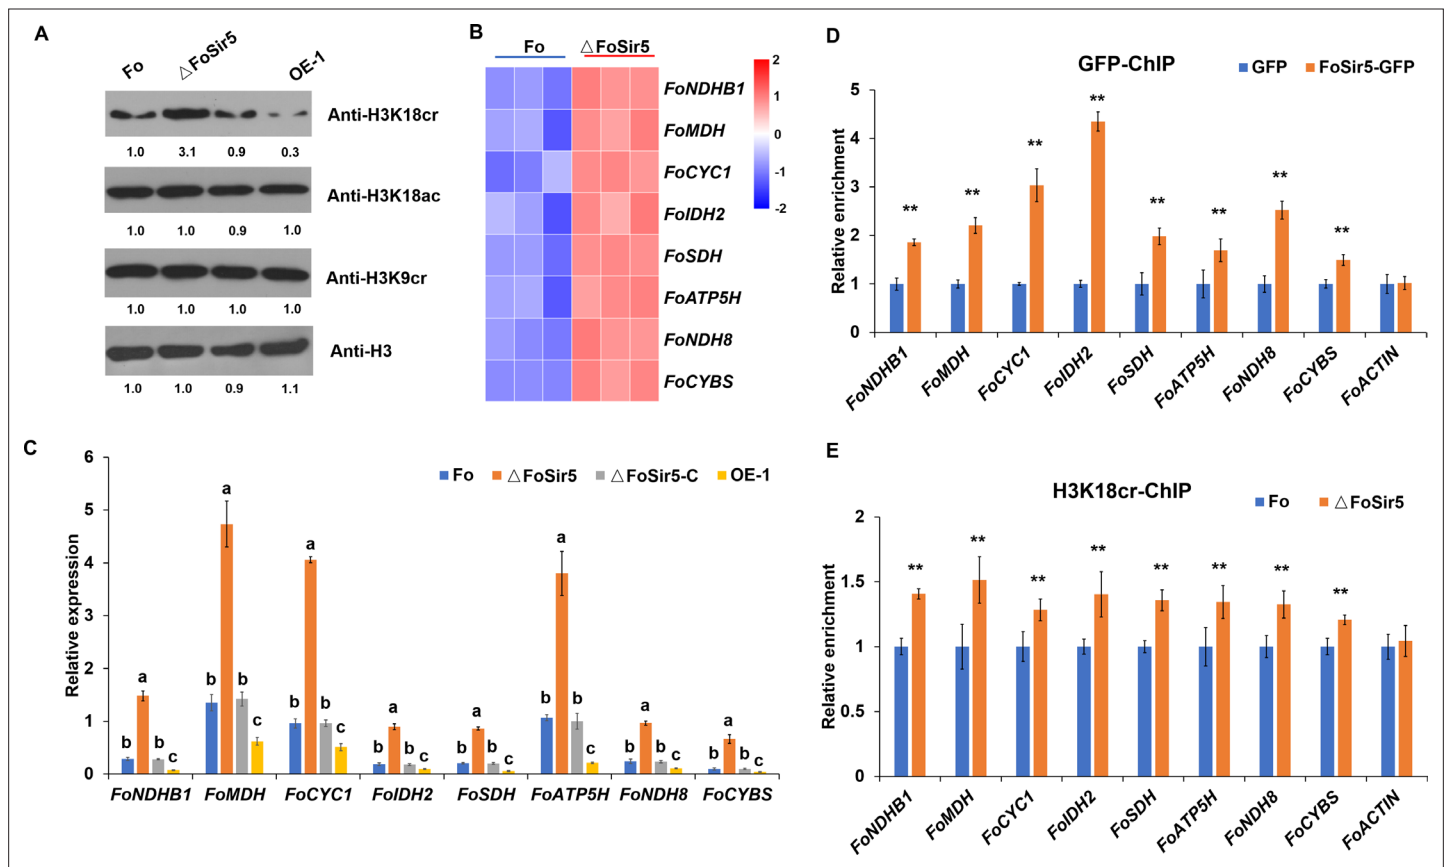 A
Fo
△FoSir5
OE-1
Anti-H3K18cr
1.0 3.1 0.9 0.3
Anti-H3K18ac
1.0 1.0 0.9 1.0
Anti-H3K9cr
1.0 1.0 1.0 1.0
Anti-H3
1.0 1.0 0.9 1.1
B
Fo △FoSir5
FoNDHB1
FoMDH
FoCYC1
FoIDH2
FoSDH
FoATP5H
FoNDH8
FoCYBS
2
1
0
-1
-2
C
Relative expression
6
5
4
3
2
1
0
Fo △FoSir5 △FoSir5-C OE-1
b a b c
b a b c
b a b c
b a b c
b a b c
b a b c
b a b c
b a b c
FoNDHB1 FoMDH FoCYC1 FoIDH2 FoSDH FoATP5H FoNDH8 FoCYBS
D
GFP-ChIP
GFP FoSir5-GFP
Relative enrichment
5
4
3
2
1
0
** ** ** ** ** ** ** **
FoNDHB1 FoMDH FoCYC1 FoIDH2 FoSDH FoATP5H FoNDH8 FoCYBS FoACTIN
E
H3K18cr-ChIP
Fo △FoSir5
Relative enrichment
2
1.5
1
0.5
0
** ** ** ** ** ** ** **
FoNDHB1 FoMDH FoCYC1 FoIDH2 FoSDH FoATP5H FoNDH8 FoCYBS FoACTIN